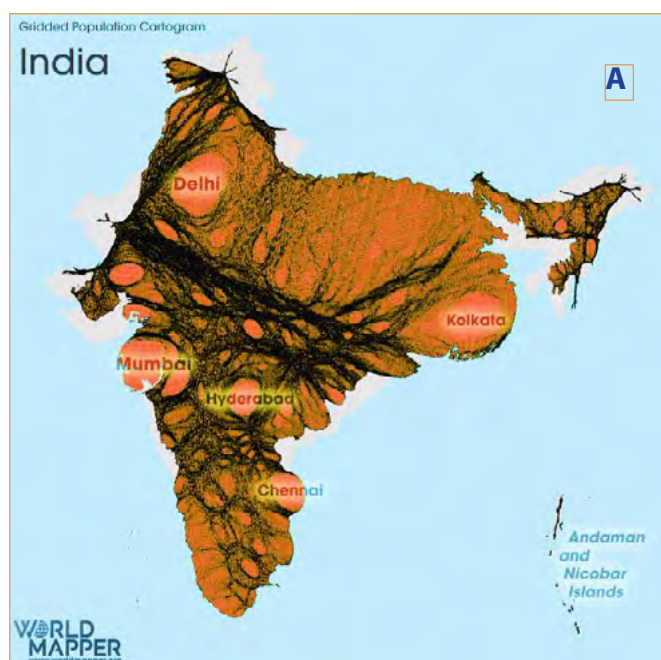 Gridded Population Cartogram
India
A
Delhi
Kolkata
Mumbai
Hyderabad
Chennai
Andaman
and
Nicobar
Islands
WORLD
MAPPER